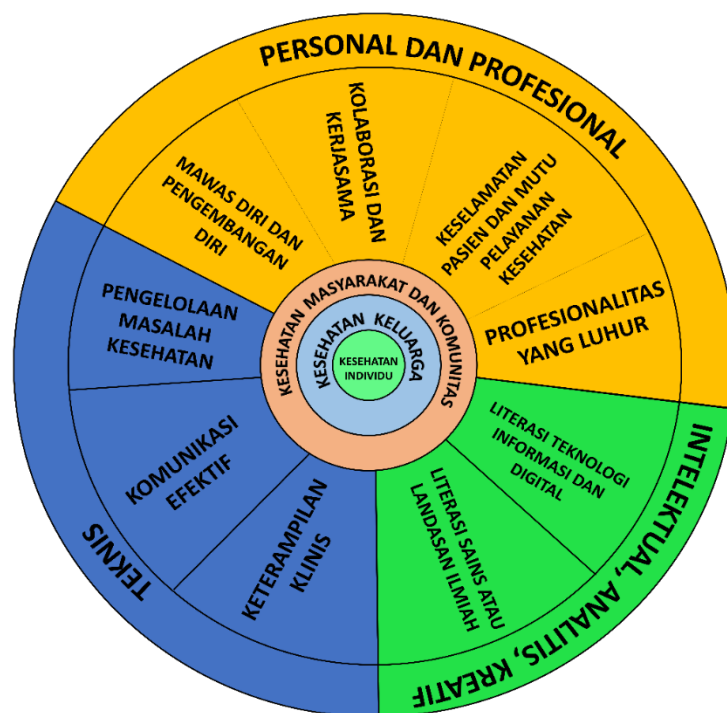 PERSONAL DAN PROFESIONAL
MAWAS DIRI DAN
PENGEMBANGAN
DIRI
KOLABORASI DAN
KERJASAMA
KESELAMATAN
PASIEN DAN MUTU
PELAYANAN
KESEHATAN
PROFESIONALITAS
YANG LUHUR
INTELEKTUAL, ANALITIS, KREATIF
LITERASI TEKNOLOGI
INFORMASI DAN
DIGITAL
LITERASI SAINS ATAU
LANDASAN ILMIAH
TEKNIS
KETERAMPILAN
KLINIS
KOMUNIKASI
EFEKTIF
PENGELOLAAN
MASALAH
KESEHATAN
KESEHATAN MASYARAKAT DAN KOMUNITAS
KESEHATAN KELUARGA
KESEHATAN
INDIVIDU